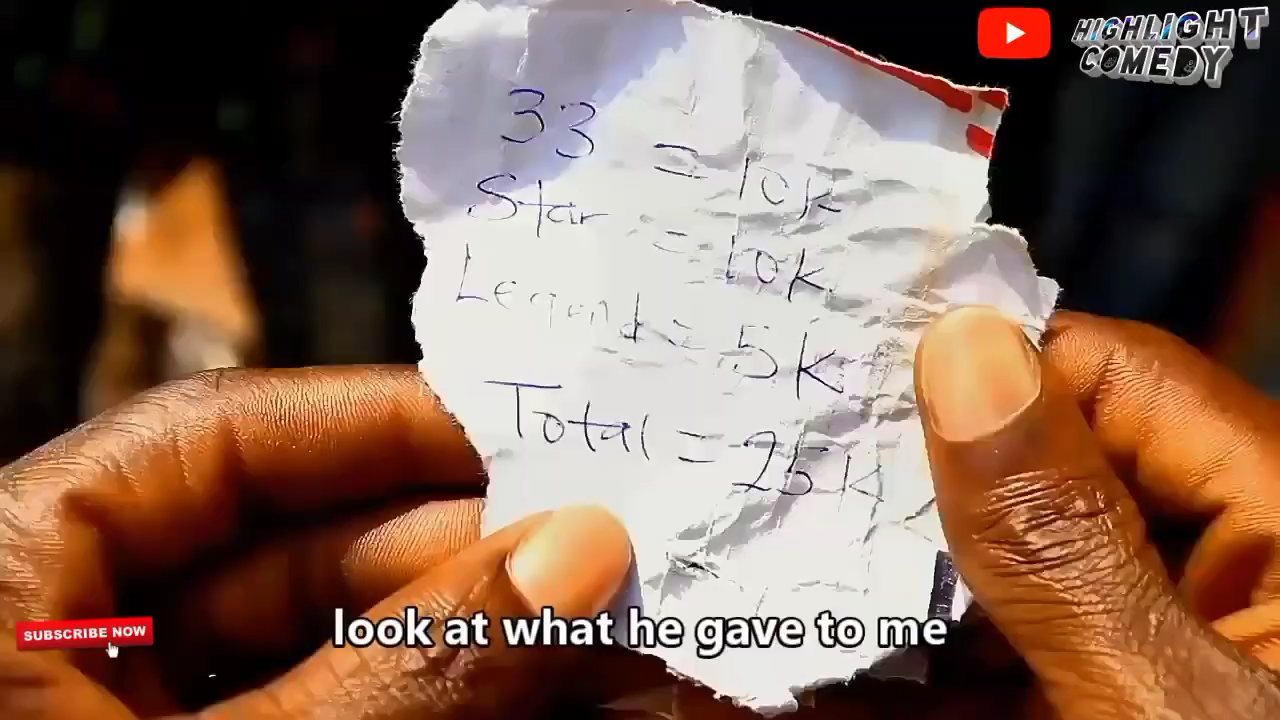 HIGHLIGHT
COMEDY
33 = 10k
Star = 10k
Legend = 5k
Total = 25k
look at what he gave to me
SUBSCRIBE NOW